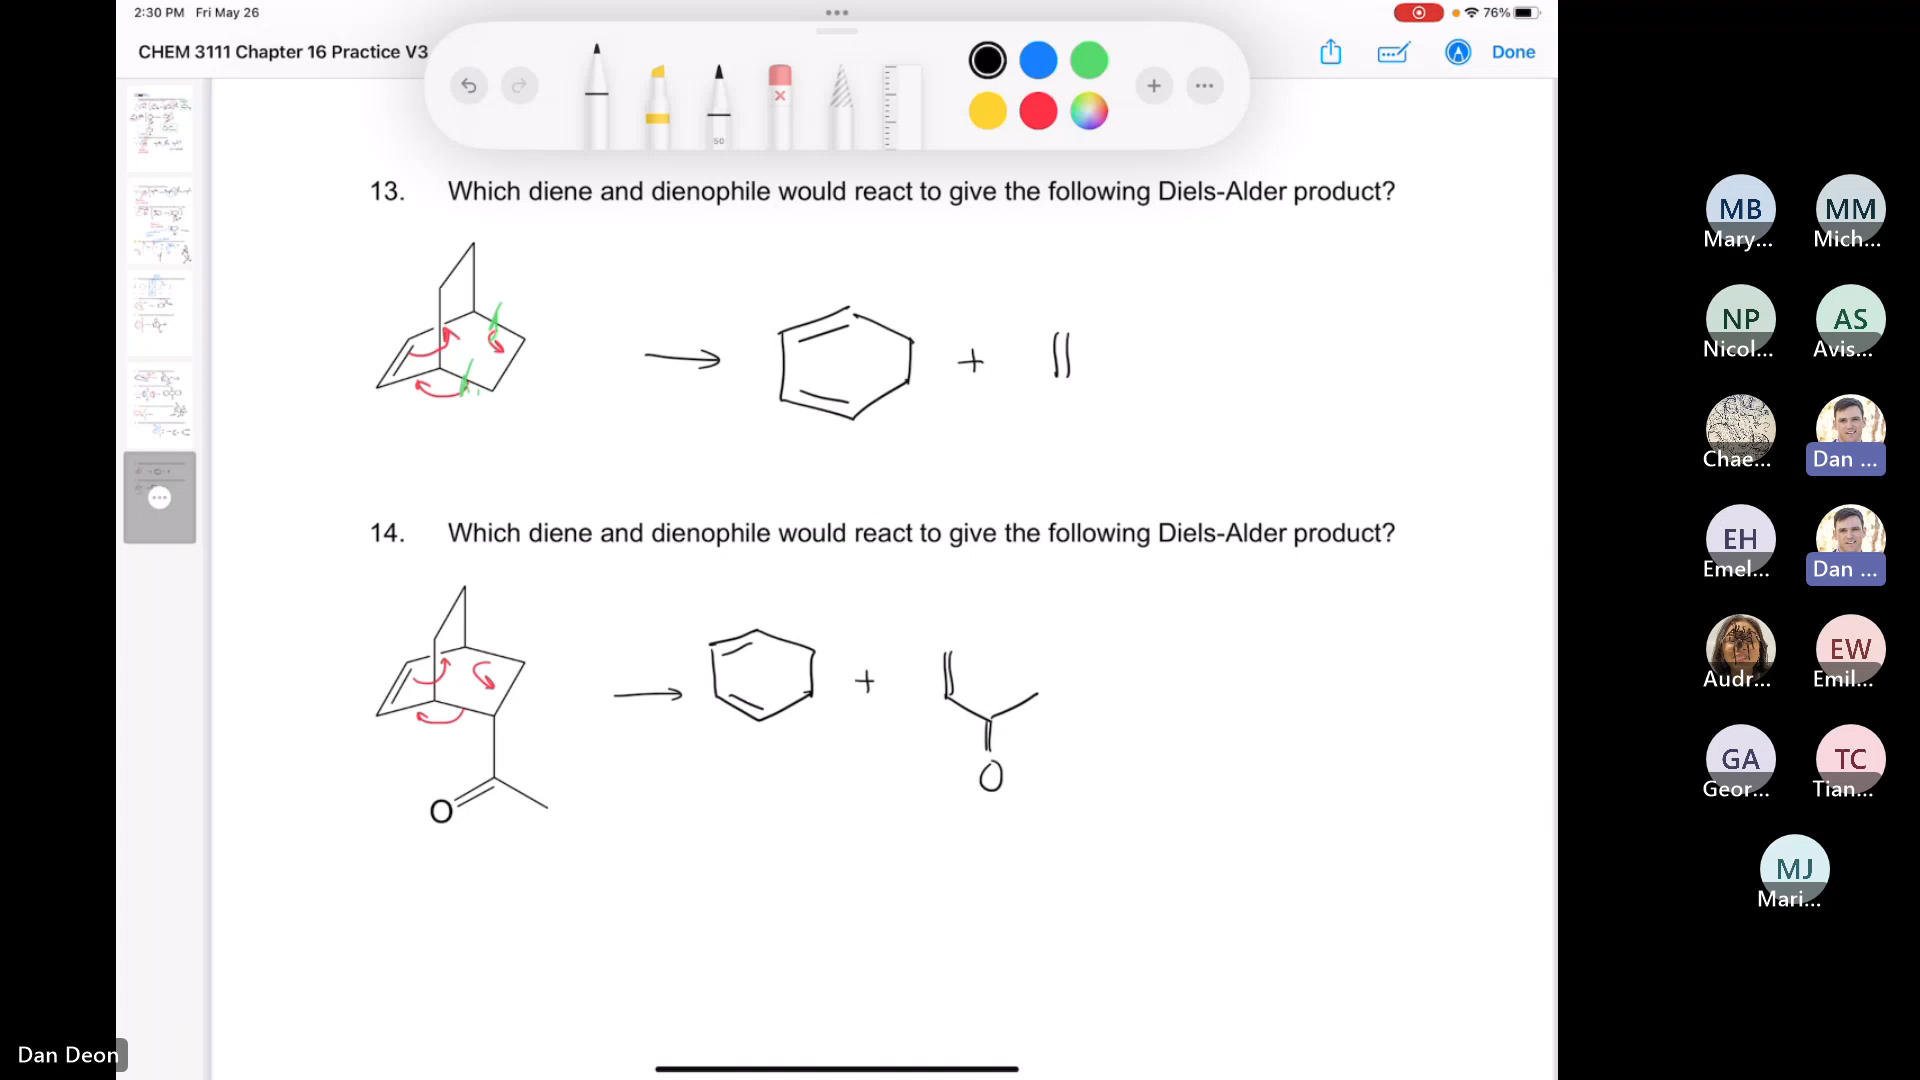 2:30 PM Fri May 26
76%
CHEM 3111 Chapter 16 Practice V3
50
Done
13. Which diene and dienophile would react to give the following Diels-Alder product?
+
14. Which diene and dienophile would react to give the following Diels-Alder product?
+
O
O
MB
Mary...
MM
Mich...
NP
Nicol...
AS
Avis...
Chae...
Dan ...
EH
Emel...
Dan ...
Audr...
EW
Emil...
GA
Geor...
TC
Tian...
MJ
Mari...
Dan Deon